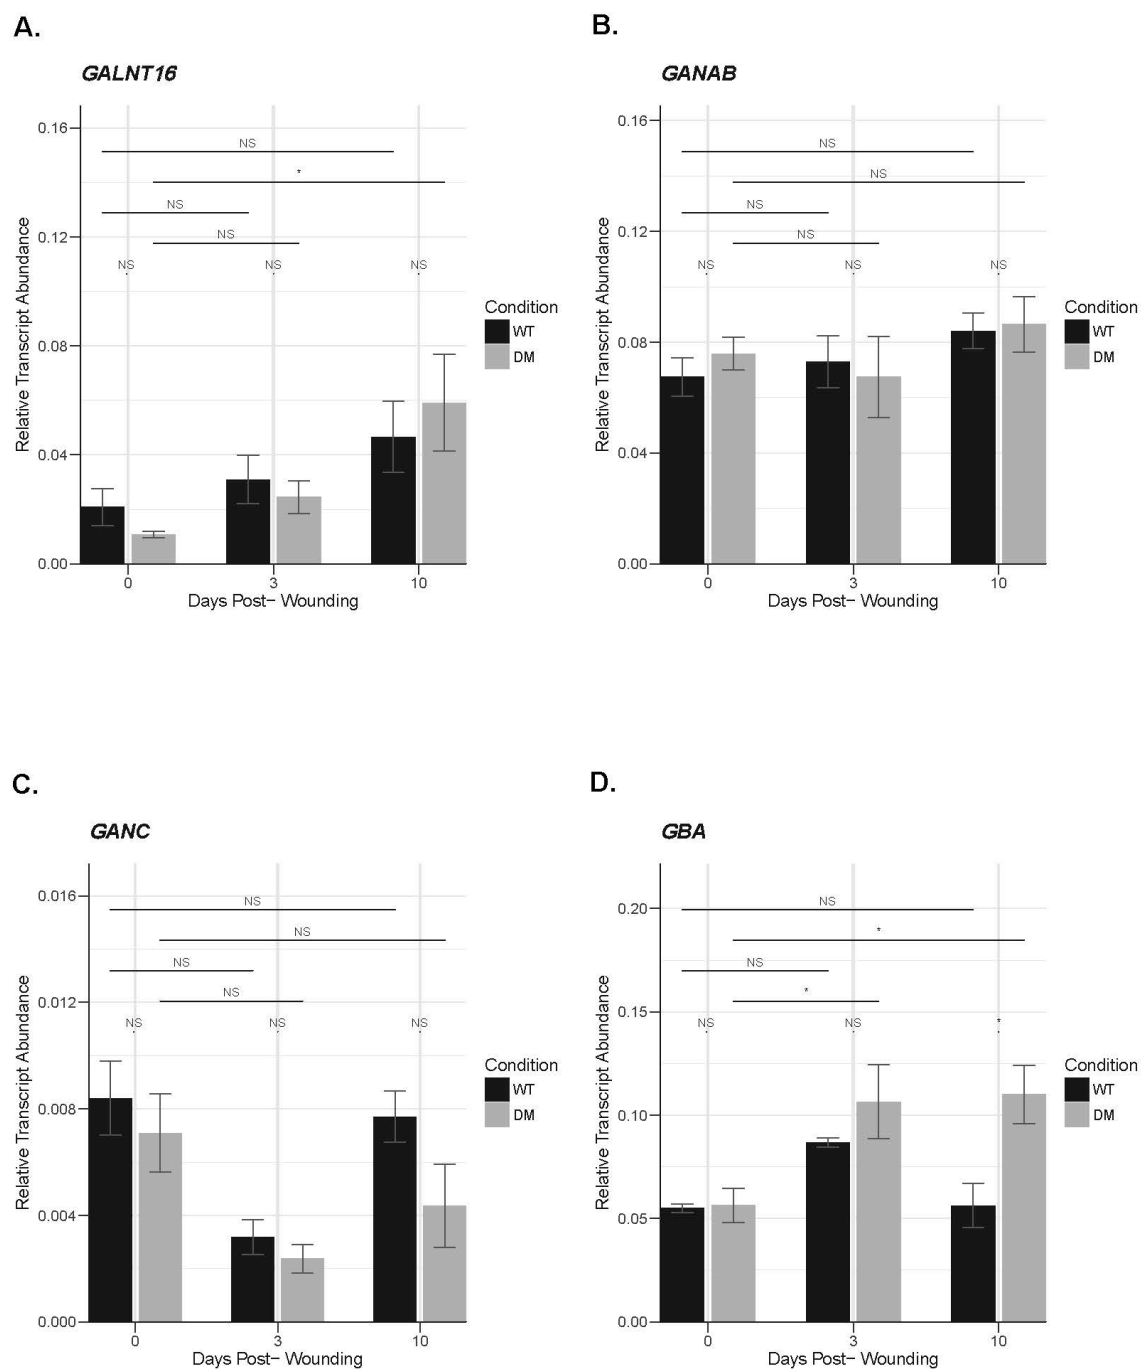 A.
GALNT16
Relative Transcript Abundance
0.16
0.12
0.08
0.04
0.00
NS
*
NS
NS
NS NS NS
0 3 10
Days Post– Wounding
Condition
WT
DM
B.
GANAB
Relative Transcript Abundance
0.16
0.12
0.08
0.04
0.00
NS
NS
NS
NS
NS NS NS
0 3 10
Days Post– Wounding
Condition
WT
DM
C.
GANC
Relative Transcript Abundance
0.016
0.012
0.008
0.004
0.000
NS
NS
NS
NS
NS NS NS
0 3 10
Days Post– Wounding
Condition
WT
DM
D.
GBA
Relative Transcript Abundance
0.20
0.15
0.10
0.05
0.00
NS
*
NS
*
NS NS *
0 3 10
Days Post– Wounding
Condition
WT
DM